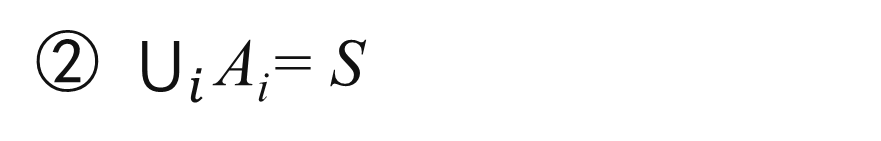 ② ∪ᵢ Aᵢ = S